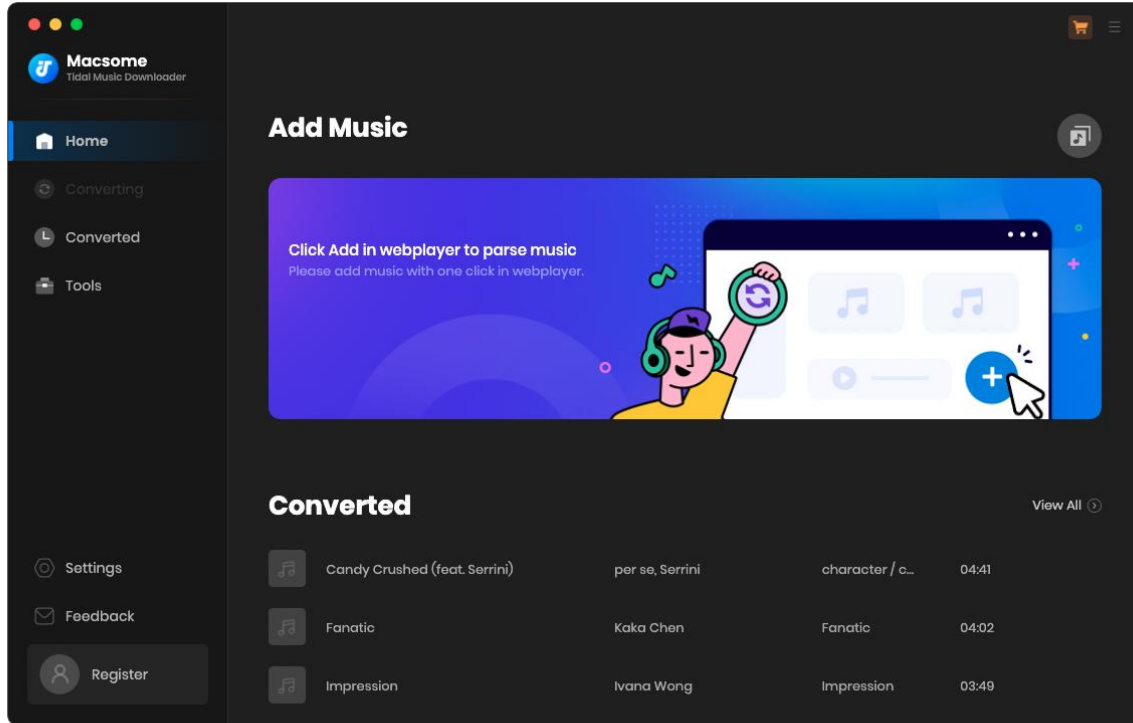 Macsome
Tidal Music Downloader
Home
Converting
Converted
Tools
Settings
Feedback
Register
Add Music
Click Add in webplayer to parse music
Please add music with one click in webplayer.
Converted
View All
Candy Crushed (feat. Serrini) per se, Serrini character / c... 04:41
Fanatic Kaka Chen Fanatic 04:02
Impression Ivana Wong Impression 03:49